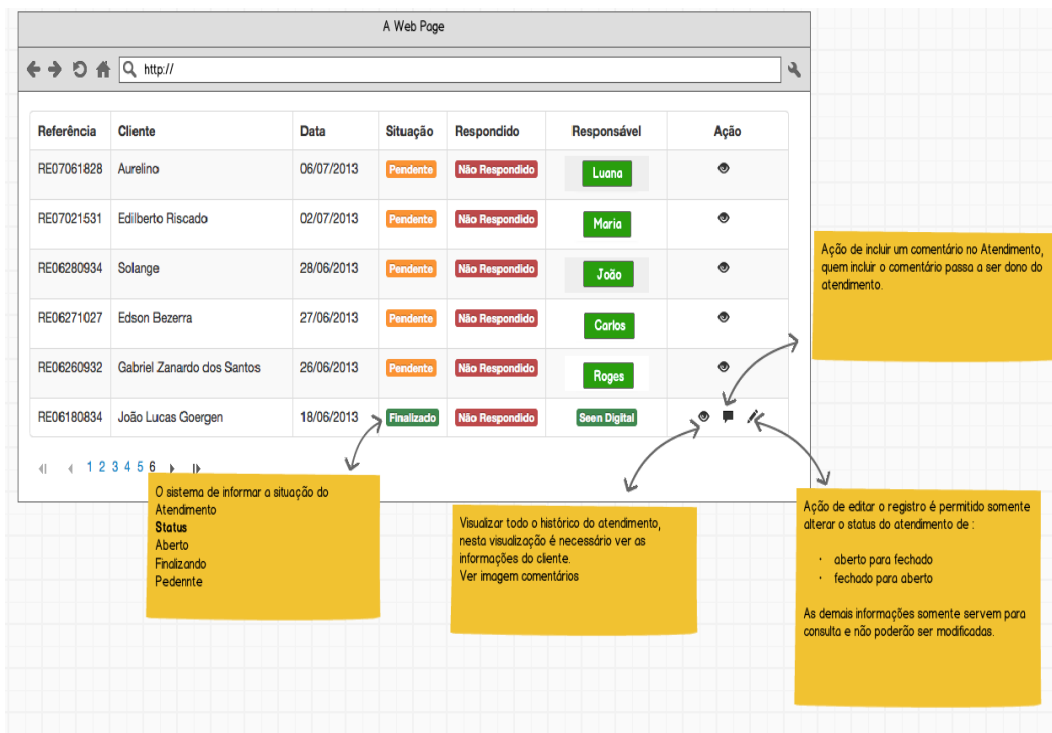 A Web Page
http://
Referência Cliente Data Situação Respondido Responsável Ação
RE07061828 Aurelino 06/07/2013 Pendente Não Respondido Luana
RE07021531 Edilberto Riscado 02/07/2013 Pendente Não Respondido Maria
RE06280934 Solange 28/06/2013 Pendente Não Respondido João
RE06271027 Edson Bezerra 27/06/2013 Pendente Não Respondido Carlos
RE06260932 Gabriel Zanardo dos Santos 26/06/2013 Pendente Não Respondido Roges
RE06180834 João Lucas Goergen 18/06/2013 Finalizado Não Respondido Seen Digital
1 2 3 4 5 6
Ação de incluir um comentário no Atendimento,
quem incluir o comentário passa a ser dono do
atendimento.
O sistema de informar a situação do
Atendimento
Status
Aberto
Finalizando
Pedennte
Visualizar todo o histórico do atendimento,
nesta visualização é necessário ver as
informações do cliente.
Ver imagem comentários
Ação de editar o registro é permitido somente
alterar o status do atendimento de :
· aberto para fechado
· fechado para aberto
As demais informações somente servem para
consulta e não poderão ser modificadas.